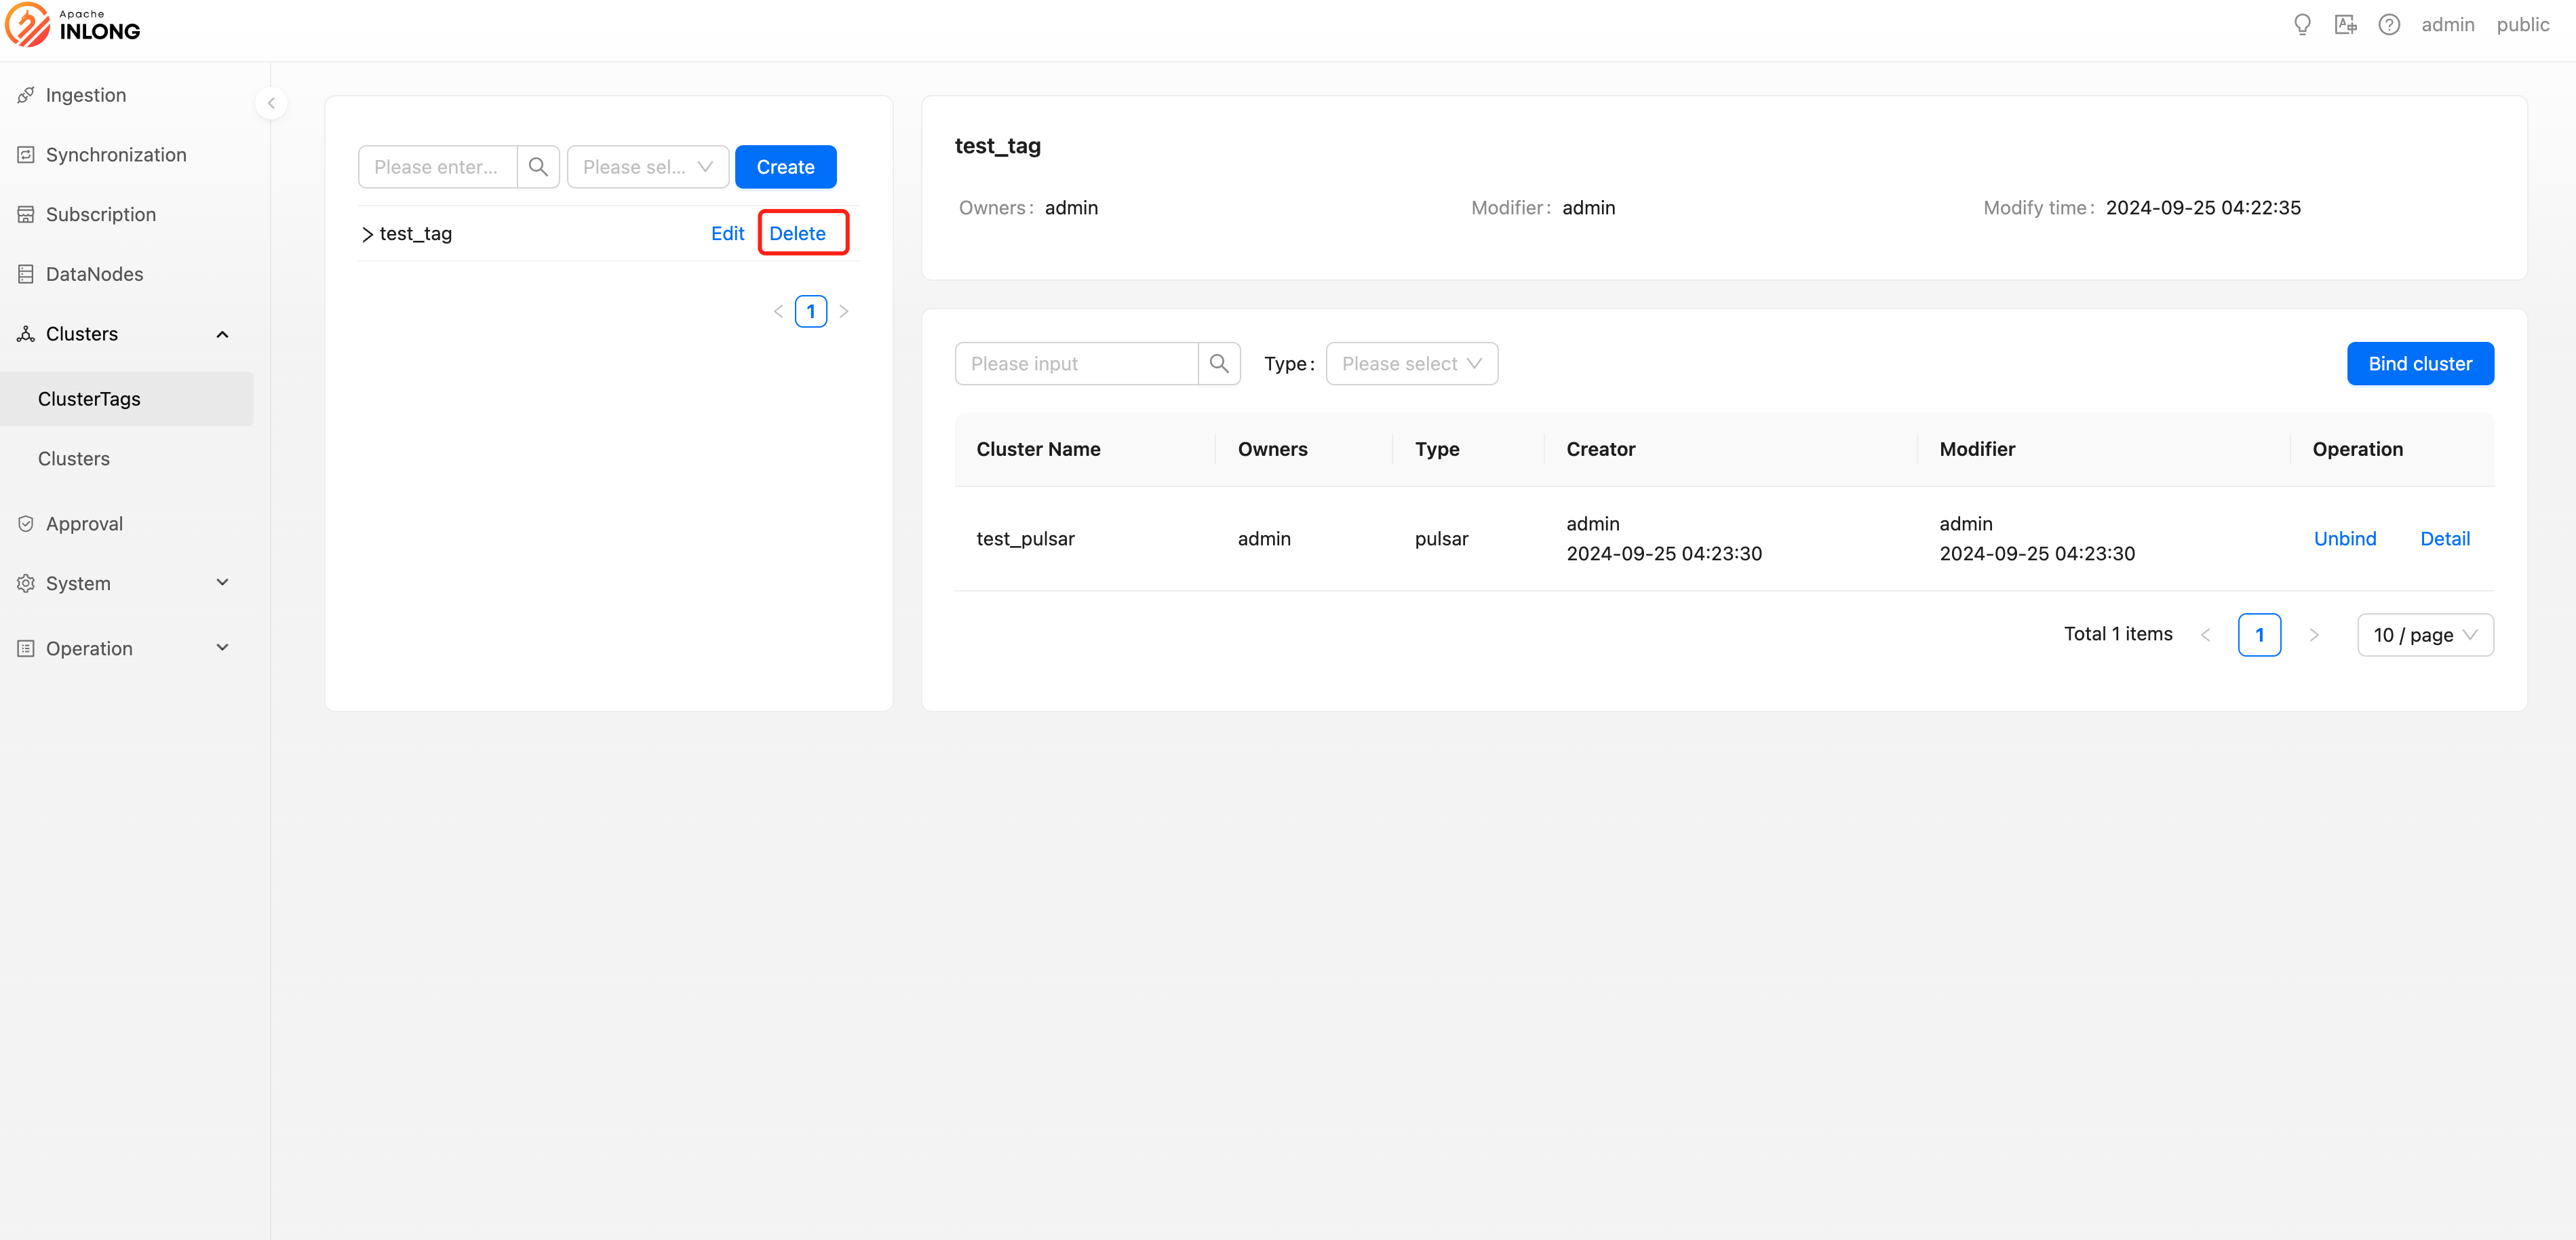 Apache
INLONG
admin public
Ingestion
Synchronization
Subscription
DataNodes
Clusters
ClusterTags
Clusters
Approval
System
Operation
Please enter... Please sel... Create
test_tag Edit Delete
1
test_tag
Owners: admin Modifier: admin Modify time: 2024-09-25 04:22:35
Please input Type: Please select Bind cluster
Cluster Name Owners Type Creator Modifier Operation
test_pulsar admin pulsar admin 2024-09-25 04:23:30 admin 2024-09-25 04:23:30 Unbind Detail
Total 1 items 1 10 / page